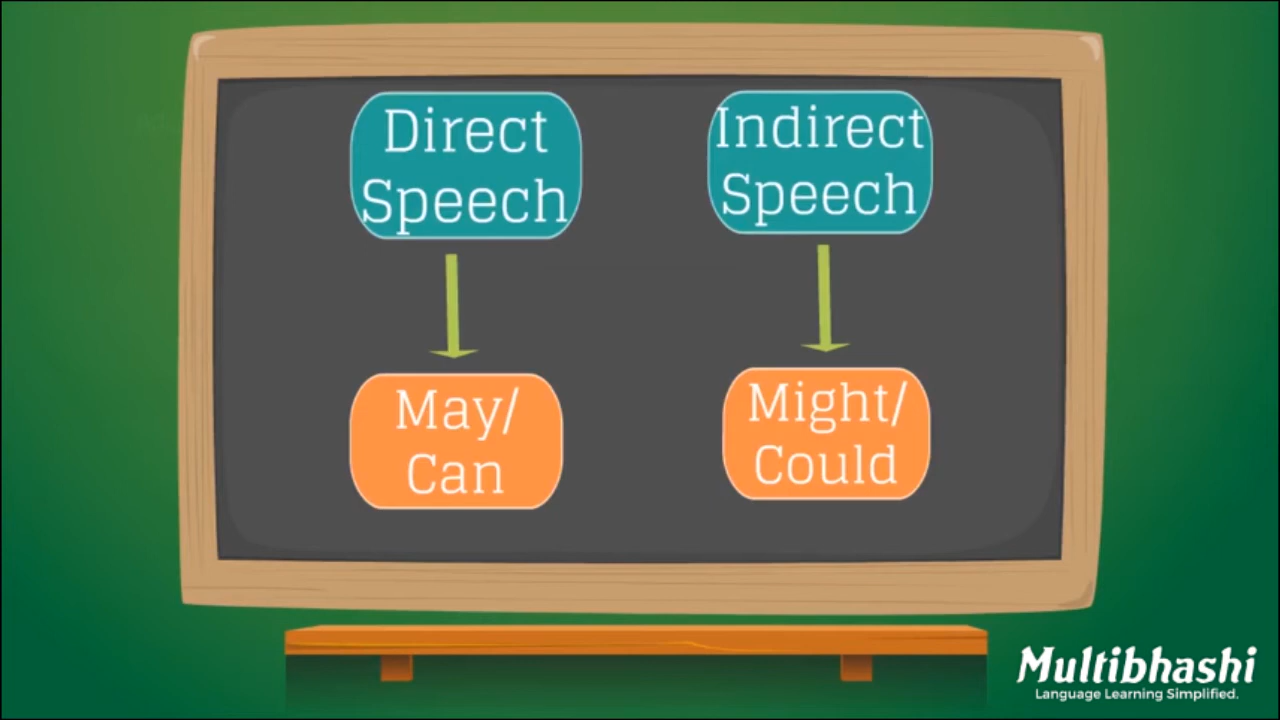 Direct
Speech
Indirect
Speech
May/
Can
Might/
Could
Multibhashi
Language Learning Simplified.